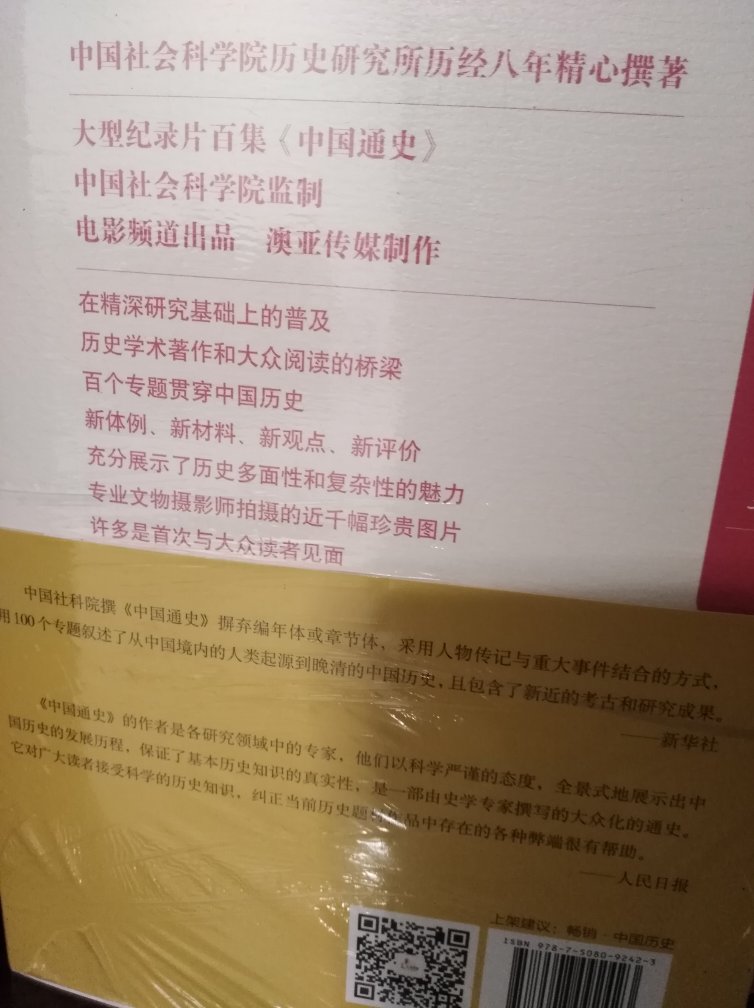 中国社会科学院历史研究所历经八年精心撰著
大型纪录片百集《中国通史》
中国社会科学院监制
电影频道出品 澳亚传媒制作
在精深研究基础上的普及
历史学术著作和大众阅读的桥梁
百个专题贯穿中国历史
新体例、新材料、新观点、新评价
充分展示了历史多面性和复杂性的魅力
专业文物摄影师拍摄的近千幅珍贵图片
许多是首次与大众读者见面
中国社科院撰《中国通史》摒弃编年体或章节体，采用人物传记与重大事件结合的方式，
用100个专题叙述了从中国境内的人类起源到晚清的中国历史，且包含了新近的考古和研究成果。
——新华社
《中国通史》的作者是各研究领域中的专家，他们以科学严谨的态度，全景式地展示出中
国历史的发展历程，保证了基本历史知识的真实性，是一部由史学专家撰写的大众化的通史。
它对广大读者接受科学的历史知识，纠正当前历史题材作品中存在的各种弊端很有帮助。
——人民日报
上架建议：畅销·中国历史
ISBN 978-7-5080-9242-3